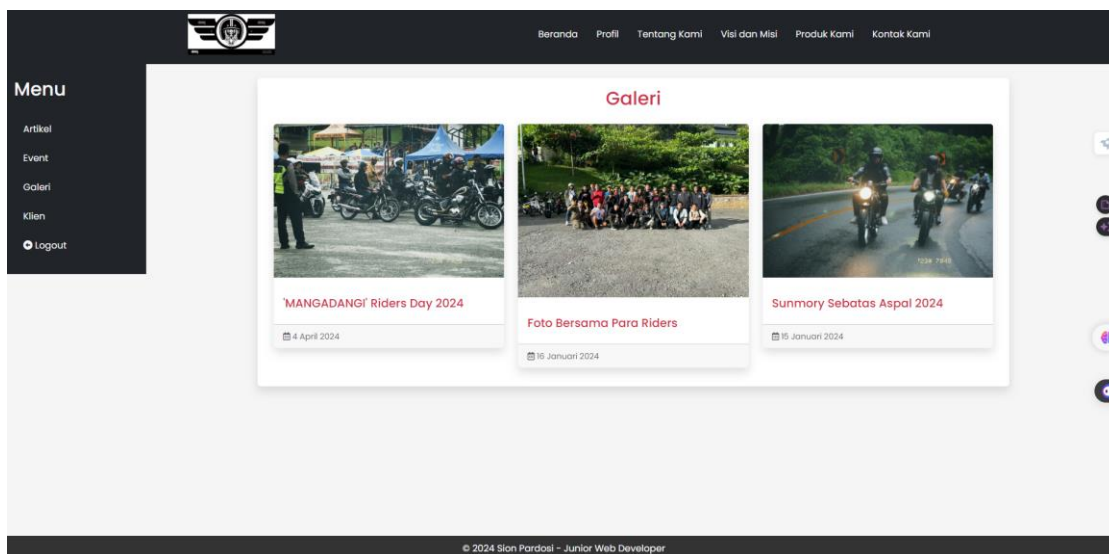 Beranda Profil Tentang Kami Visi dan Misi Produk Kami Kontak Kami
Menu
Artikel
Event
Galeri
Klien
Logout
Galeri
'MANGADANGI' Riders Day 2024
4 April 2024
Foto Bersama Para Riders
16 Januari 2024
Sunmory Sebatas Aspal 2024
15 Januari 2024
© 2024 Sion Pardosi - Junior Web Developer